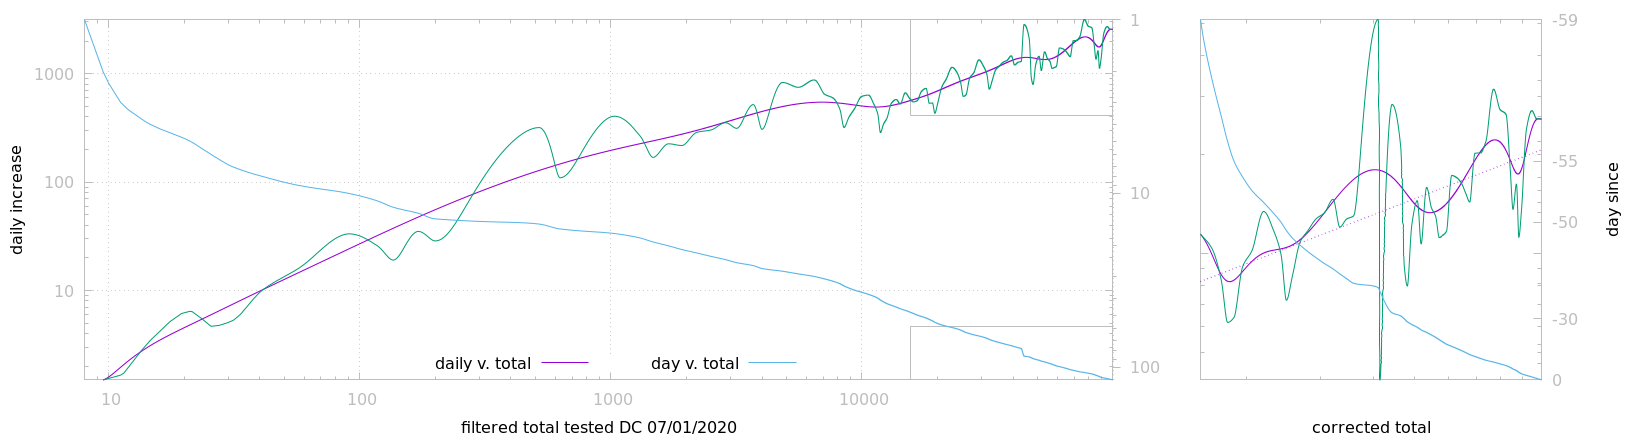 1
-59
1000
daily increase
-55
100
10
-50
day since
10
-30
daily v. total
day v. total
100
0
10
100
1000
10000
filtered total tested DC 07/01/2020
corrected total